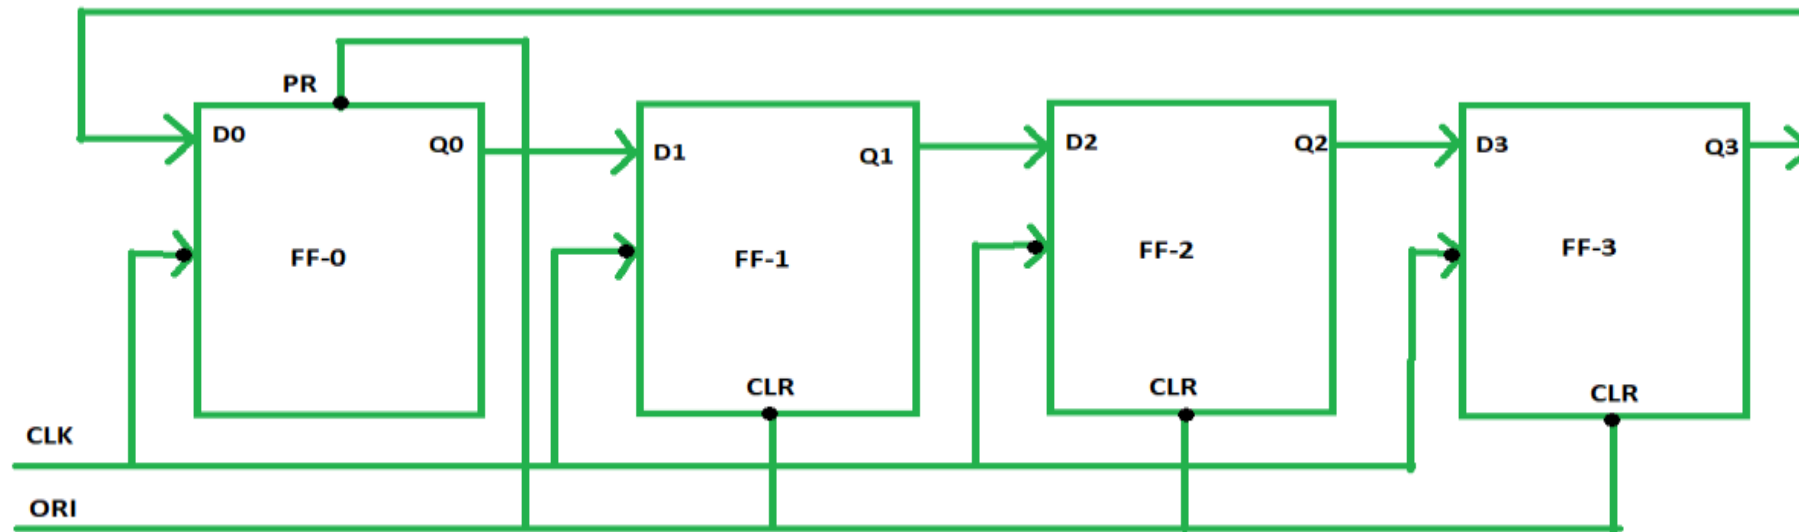 PR
D0
Q0
D1
Q1
D2
Q2
D3
Q3
FF-0
FF-1
FF-2
FF-3
CLR
CLR
CLR
CLK
ORI